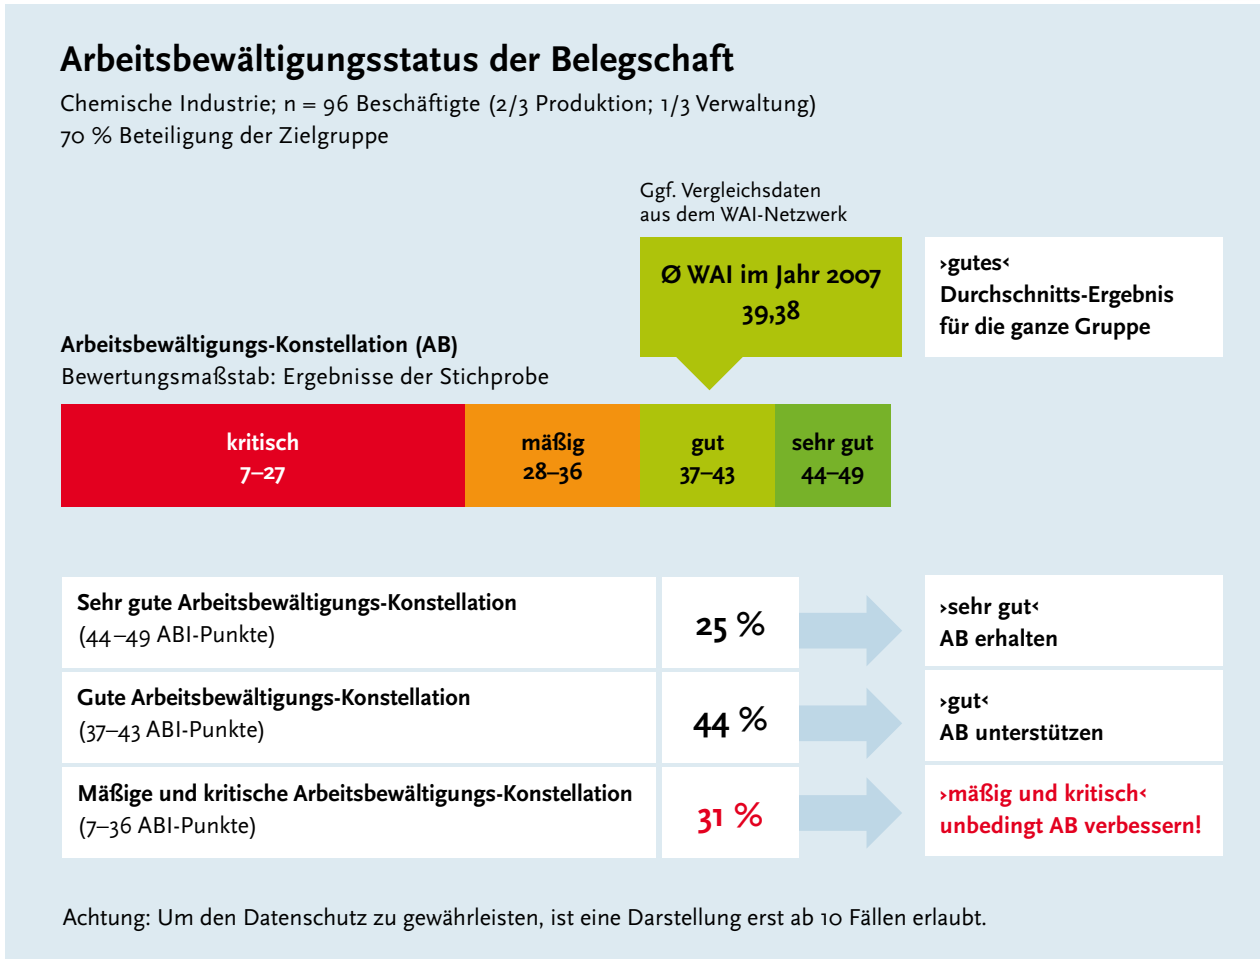 Arbeitsbewältigungsstatus der Belegschaft
Chemische Industrie; n = 96 Beschäftigte (2/3 Produktion; 1/3 Verwaltung)
70 % Beteiligung der Zielgruppe
Ggf. Vergleichsdaten
aus dem WAI-Netzwerk
Ø WAI im Jahr 2007
39,38
›gutes‹
Durchschnitts-Ergebnis
für die ganze Gruppe
Arbeitsbewältigungs-Konstellation (AB)
Bewertungsmaßstab: Ergebnisse der Stichprobe
kritisch
7–27
mäßig
28–36
gut
37–43
sehr gut
44–49
Sehr gute Arbeitsbewältigungs-Konstellation
(44–49 ABI-Punkte)
25 %
›sehr gut‹
AB erhalten
Gute Arbeitsbewältigungs-Konstellation
(37–43 ABI-Punkte)
44 %
›gut‹
AB unterstützen
Mäßige und kritische Arbeitsbewältigungs-Konstellation
(7–36 ABI-Punkte)
31 %
›mäßig und kritisch‹
unbedingt AB verbessern!
Achtung: Um den Datenschutz zu gewährleisten, ist eine Darstellung erst ab 10 Fällen erlaubt.